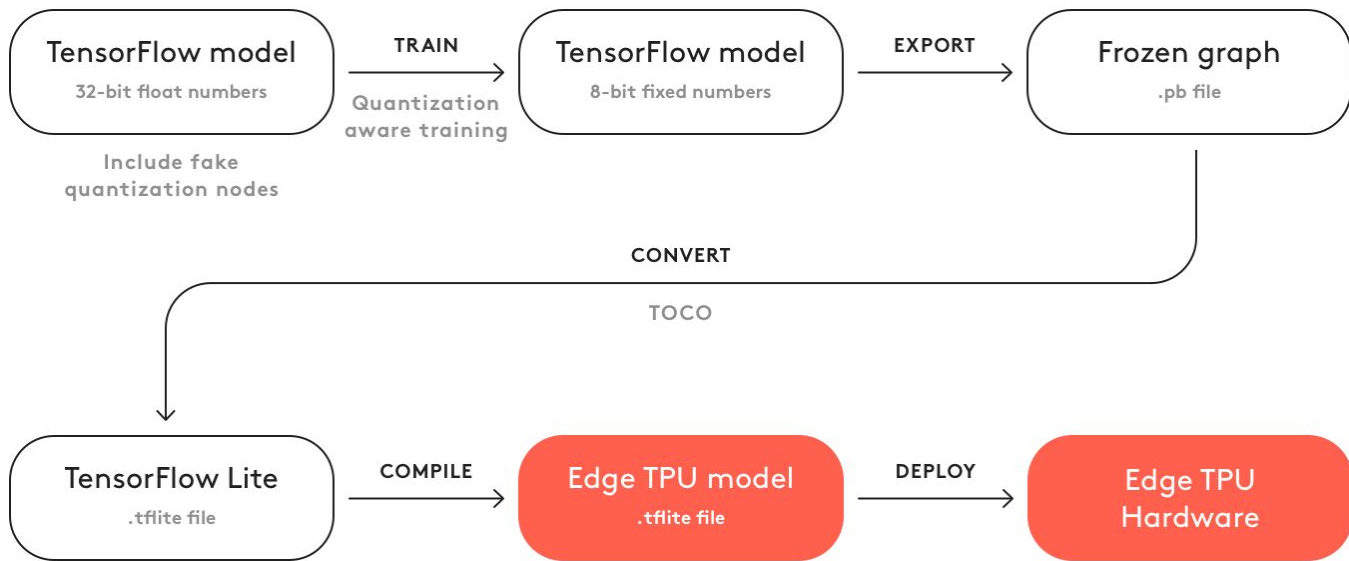 TensorFlow model
32-bit float numbers
Include fake
quantization nodes
TRAIN
Quantization
aware training
TensorFlow model
8-bit fixed numbers
EXPORT
Frozen graph
.pb file
CONVERT
TOCO
TensorFlow Lite
.tflite file
COMPILE
Edge TPU model
.tflite file
DEPLOY
Edge TPU
Hardware